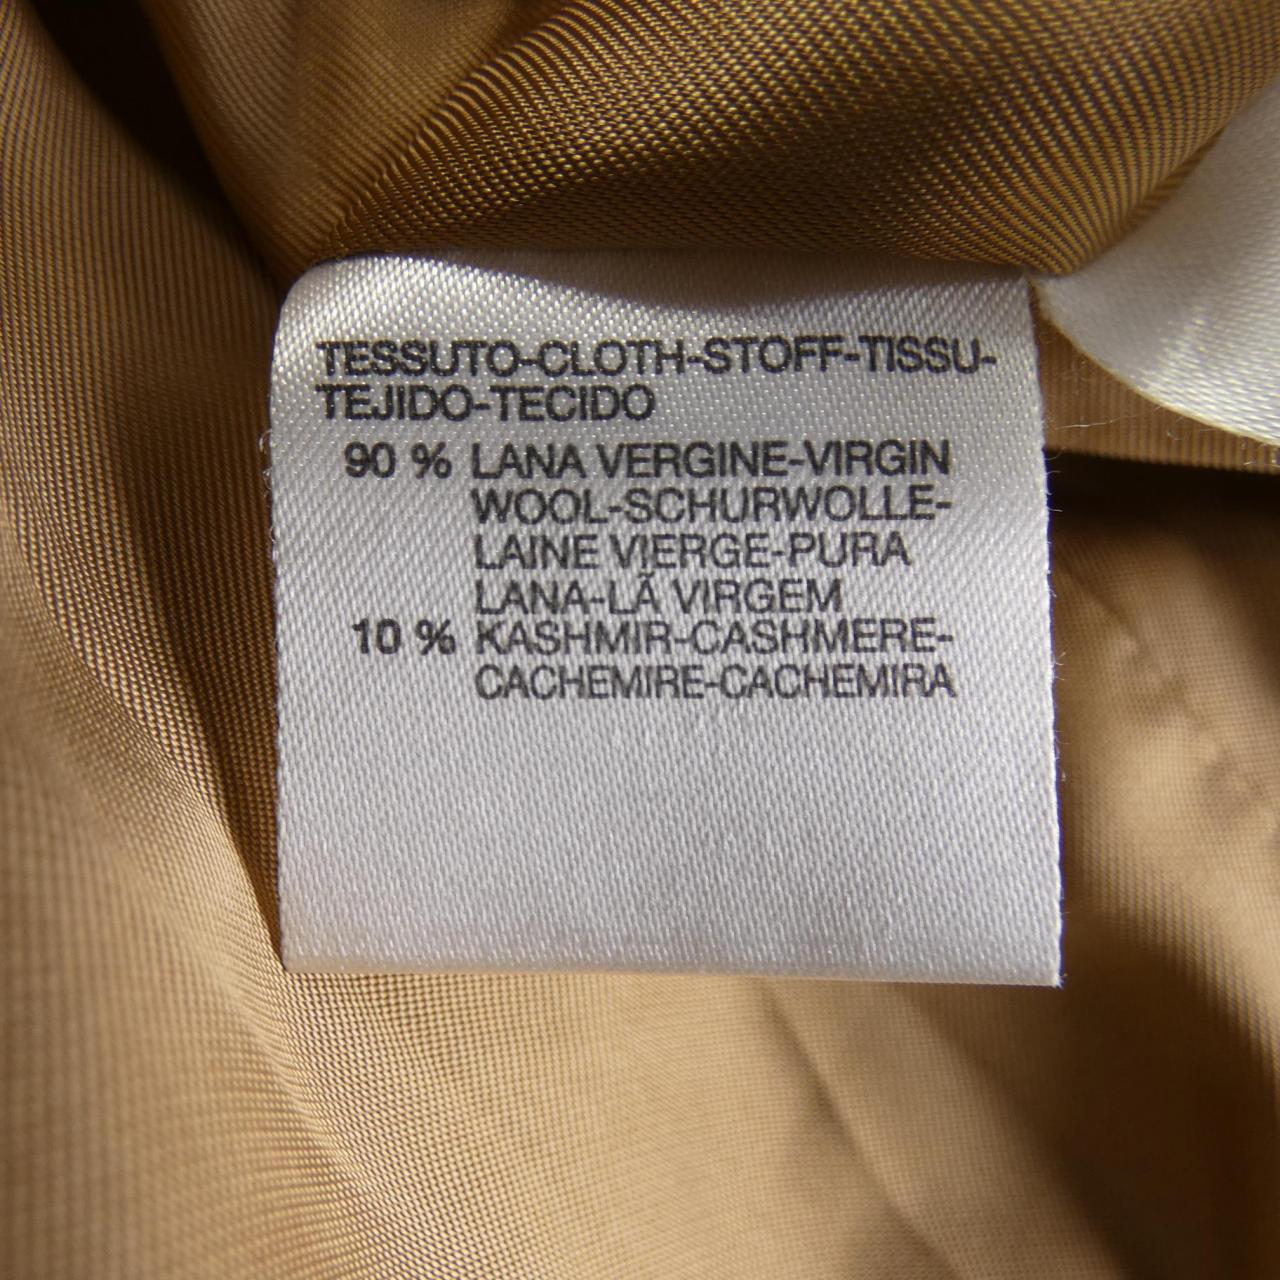 TESSUTO-CLOTH-STOFF-TISSU-
TEJIDO-TECIDO
90 % LANA VERGINE-VIRGIN
WOOL-SCHURWOLLE-
LAINE VIERGE-PURA
LANA-LÃ VIRGEM
10 % KASHMIR-CASHMERE-
CACHEMIRE-CACHEMIRA